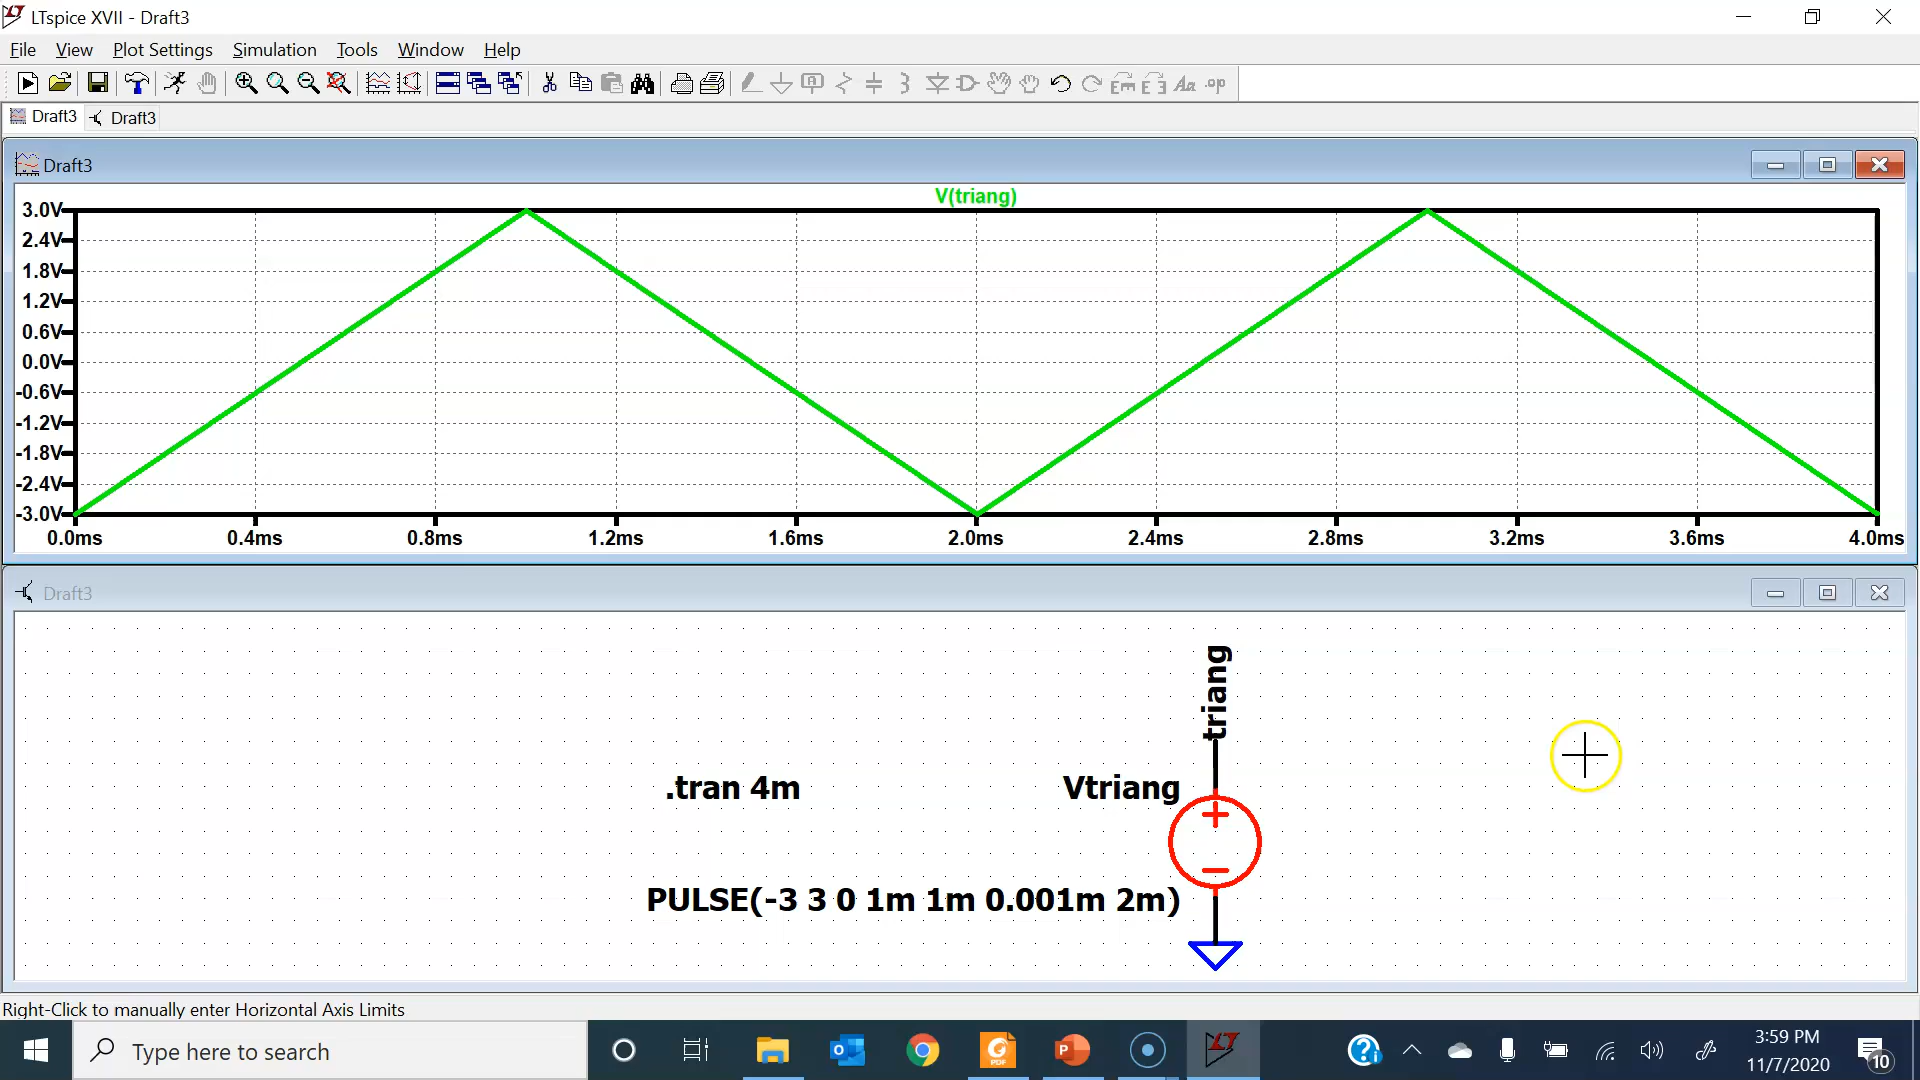 LTspice XVII - Draft3
File View Plot Settings Simulation Tools Window Help
Draft3 Draft3
Draft3
V(triang)
3.0V
2.4V
1.8V
1.2V
0.6V
0.0V
-0.6V
-1.2V
-1.8V
-2.4V
-3.0V
0.0ms 0.4ms 0.8ms 1.2ms 1.6ms 2.0ms 2.4ms 2.8ms 3.2ms 3.6ms 4.0ms
Draft3
triang
.tran 4m Vtriang
PULSE(-3 3 0 1m 1m 0.001m 2m)
Right-Click to manually enter Horizontal Axis Limits
Type here to search
3:59 PM
11/7/2020
10